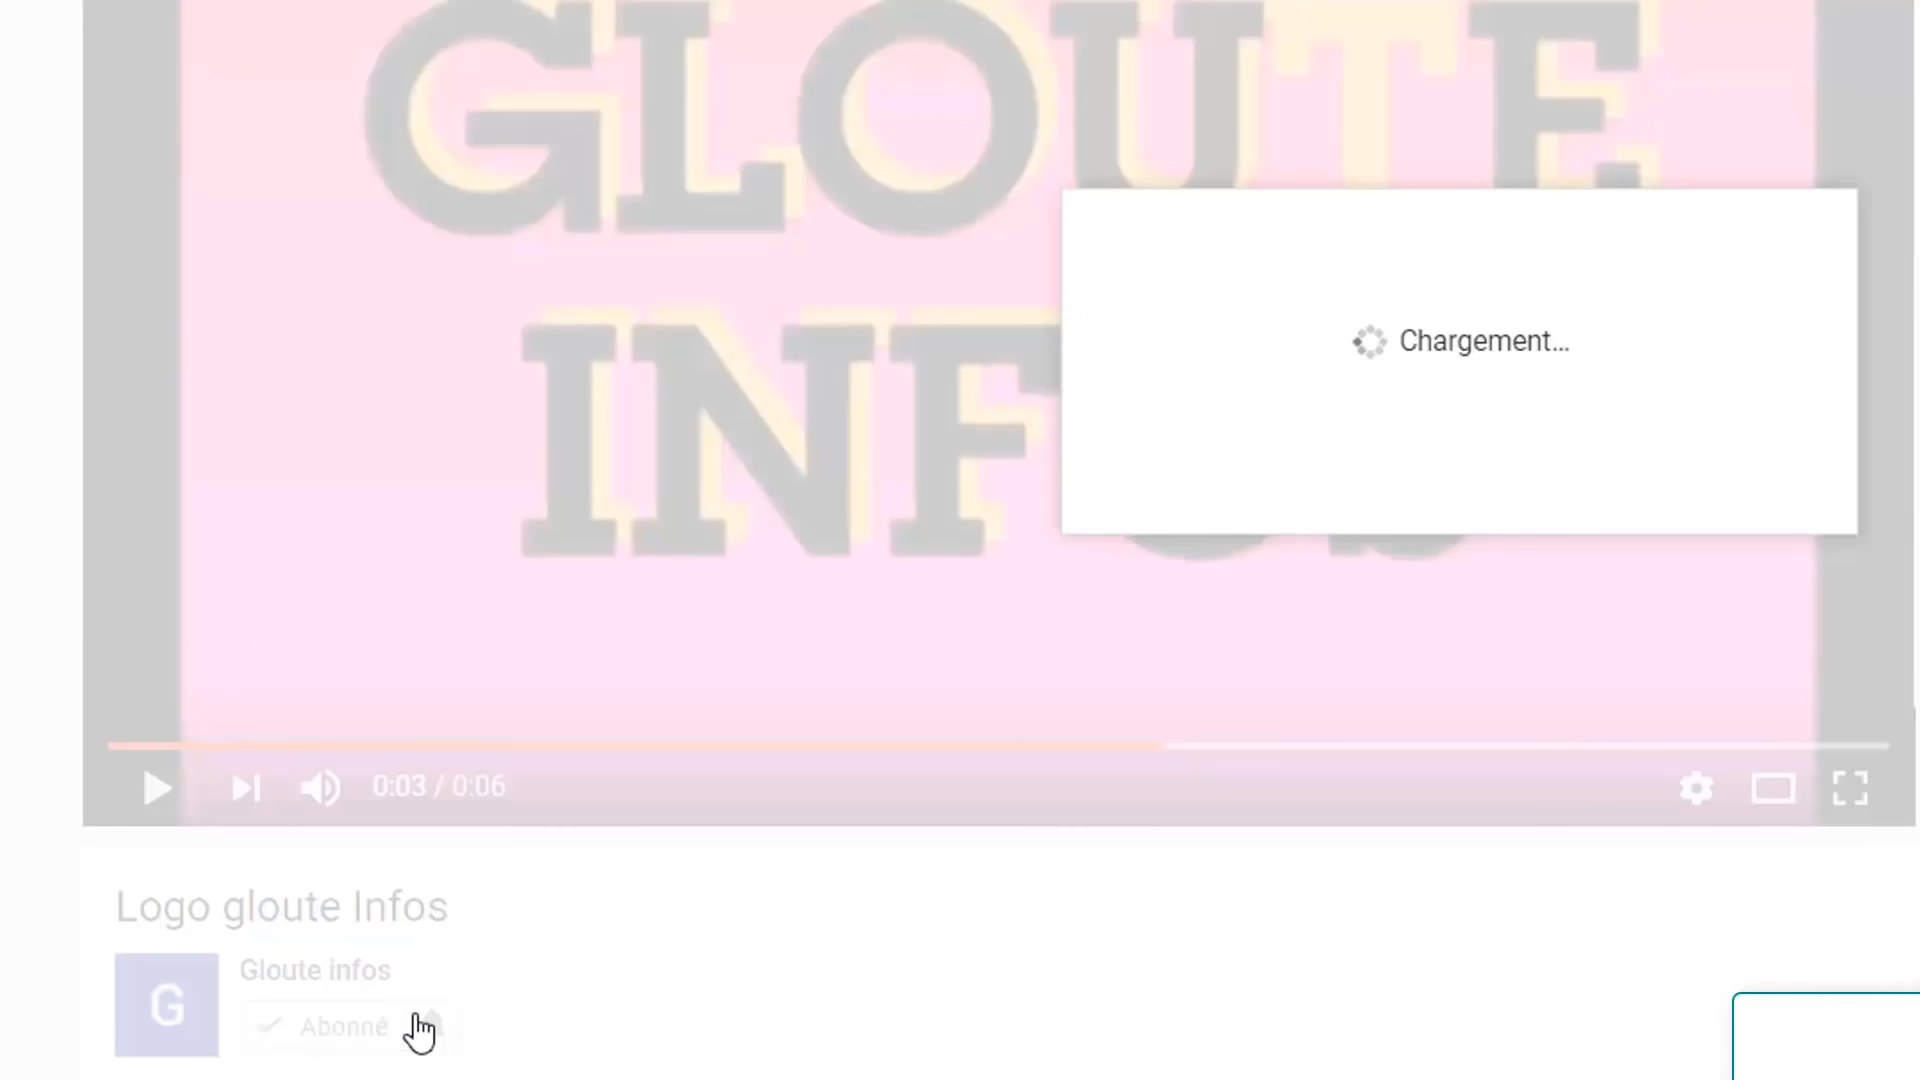 GLOUTE
INF
Chargement...
0:03 / 0:06
Logo gloute Infos
G
Gloute infos
Abonné